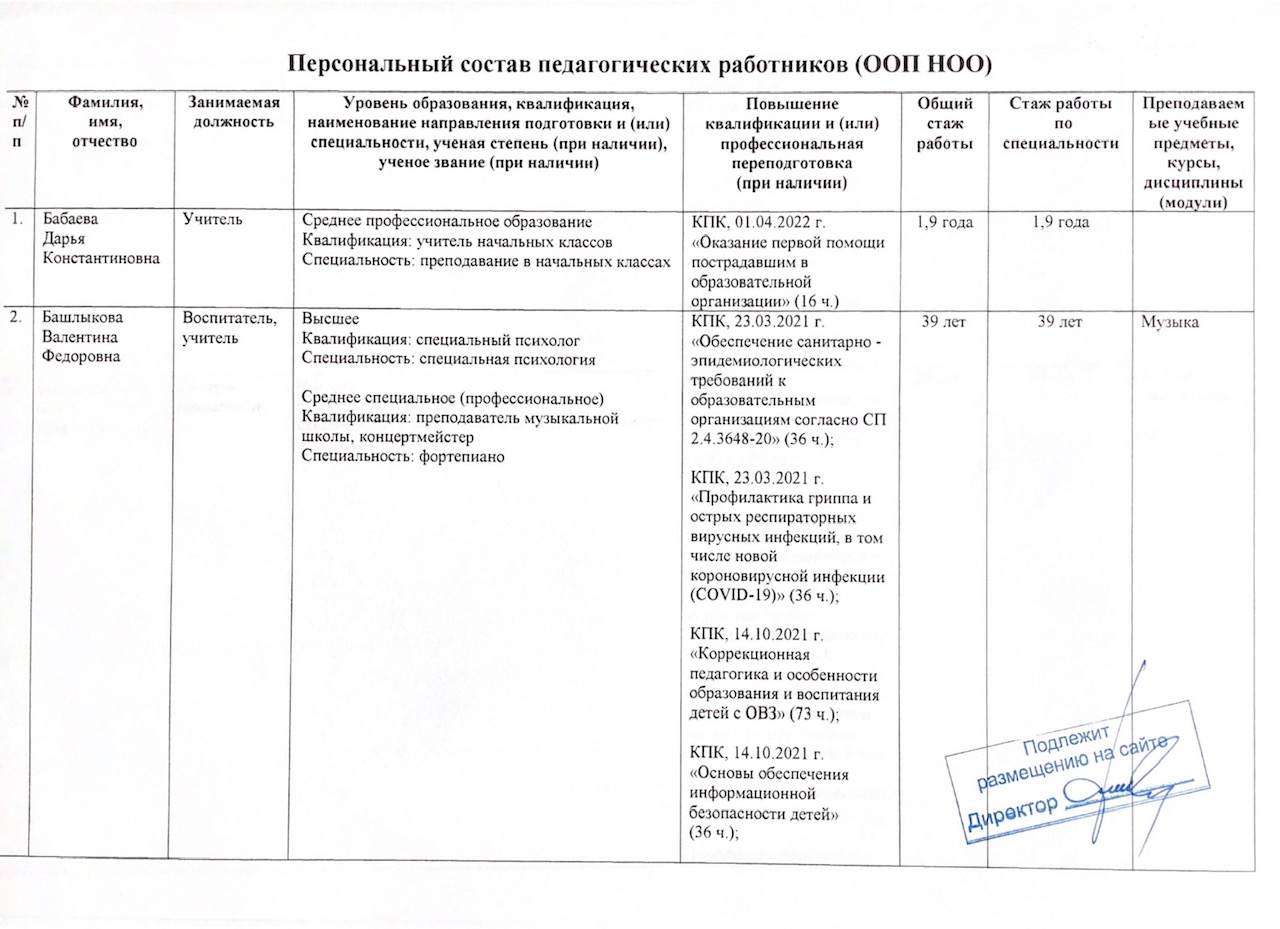 Персональный состав педагогических работников (ООП НОО)
№
п/
п
Фамилия,
имя,
отчество
Занимаемая
должность
Уровень образования, квалификация,
наименование направления подготовки и (или)
специальности, ученая степень (при наличии),
ученое звание (при наличии)
Повышение
квалификации и (или)
профессиональная
переподготовка
(при наличии)
Общий
стаж
работы
Стаж работы
по
специальности
Преподаваем
ые учебные
предметы,
курсы,
дисциплины
(модули)
1.
Бабаева
Дарья
Константиновна
Учитель
Среднее профессиональное образование
Квалификация: учитель начальных классов
Специальность: преподавание в начальных классах
КПК, 01.04.2022 г.
«Оказание первой помощи
пострадавшим в
образовательной
организации» (16 ч.)
1,9 года
1,9 года
2.
Башлыкова
Валентина
Федоровна
Воспитатель,
учитель
Высшее
Квалификация: специальный психолог
Специальность: специальная психология
Среднее специальное (профессиональное)
Квалификация: преподаватель музыкальной
школы, концертмейстер
Специальность: фортепиано
КПК, 23.03.2021 г.
«Обеспечение санитарно -
эпидемиологических
требований к
образовательным
организациям согласно СП
2.4.3648-20» (36 ч.);
КПК, 23.03.2021 г.
«Профилактика гриппа и
острых респираторных
вирусных инфекций, в том
числе новой
короновирусной инфекции
(COVID-19)» (36 ч.);
КПК, 14.10.2021 г.
«Коррекционная
педагогика и особенности
образования и воспитания
детей с ОВЗ» (73 ч.);
КПК, 14.10.2021 г.
«Основы обеспечения
информационной
безопасности детей»
(36 ч.);
39 лет
39 лет
Музыка
Подлежит
размещению на сайте
Директор